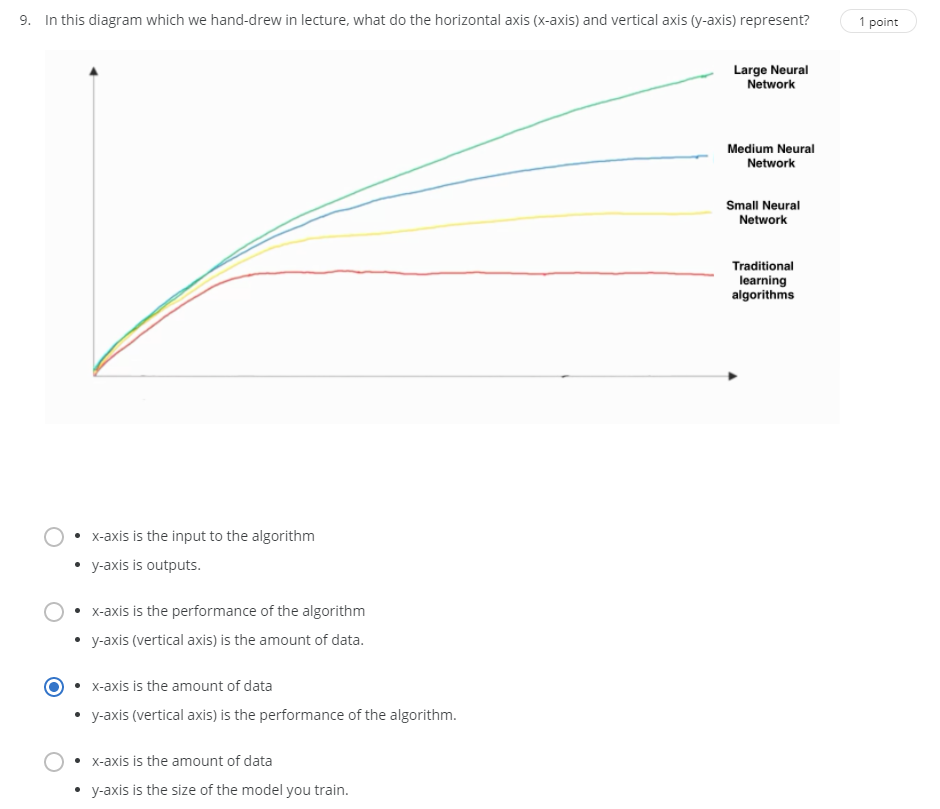 9. In this diagram which we hand-drew in lecture, what do the horizontal axis (x-axis) and vertical axis (y-axis) represent?
1 point
Large Neural
Network
Medium Neural
Network
Small Neural
Network
Traditional
learning
algorithms
• x-axis is the input to the algorithm
• y-axis is outputs.
• x-axis is the performance of the algorithm
• y-axis (vertical axis) is the amount of data.
• x-axis is the amount of data
• y-axis (vertical axis) is the performance of the algorithm.
• x-axis is the amount of data
• y-axis is the size of the model you train.